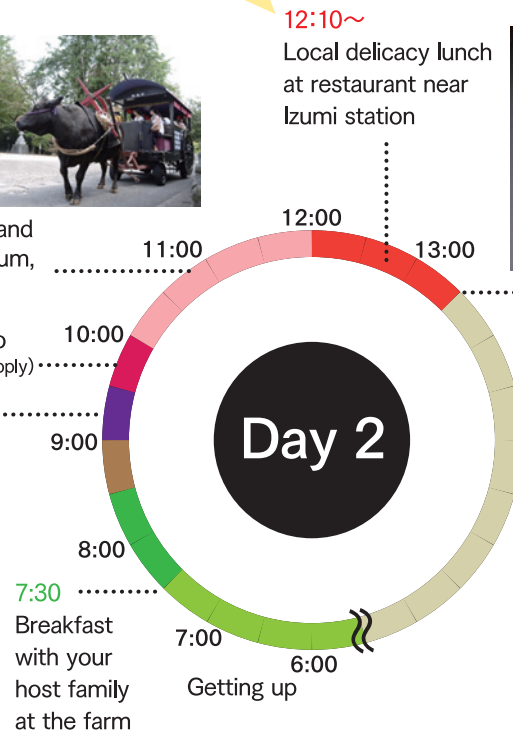 12:10～
Local delicacy lunch
at restaurant near
Izumi station
and
um,
pply)
12:00
11:00
13:00
10:00
9:00
Day 2
8:00
7:30
Breakfast
with your
host family
at the farm
7:00
6:00
Getting up